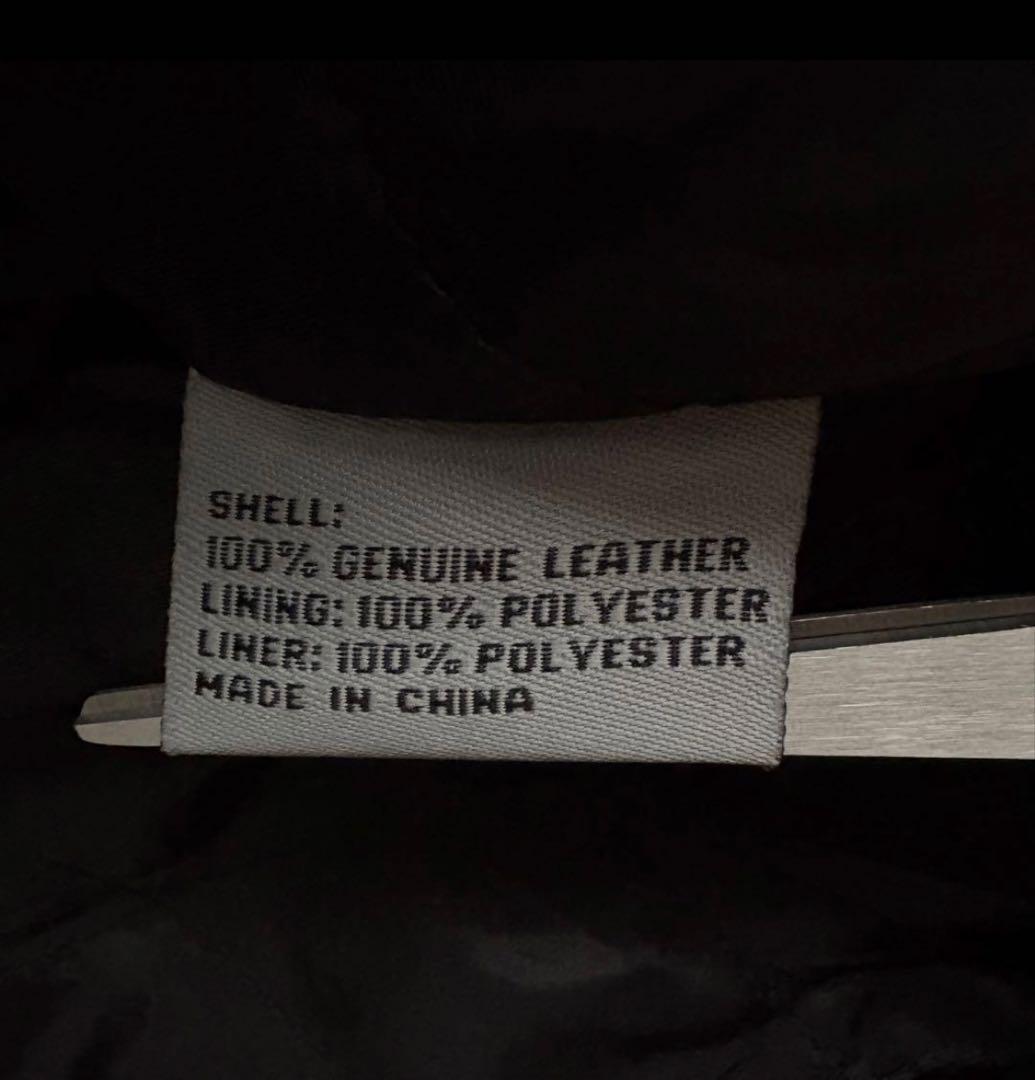 SHELL:
100% GENUINE LEATHER
LINING: 100% POLYESTER
LINER: 100% POLYESTER
MADE IN CHINA